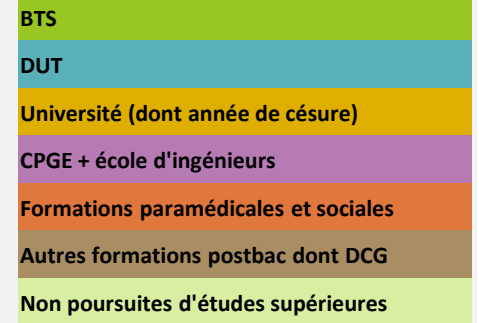 BTS
DUT
Université (dont année de césure)
CPGE + école d'ingénieurs
Formations paramédicales et sociales
Autres formations postbac dont DCG
Non poursuites d'études supérieures